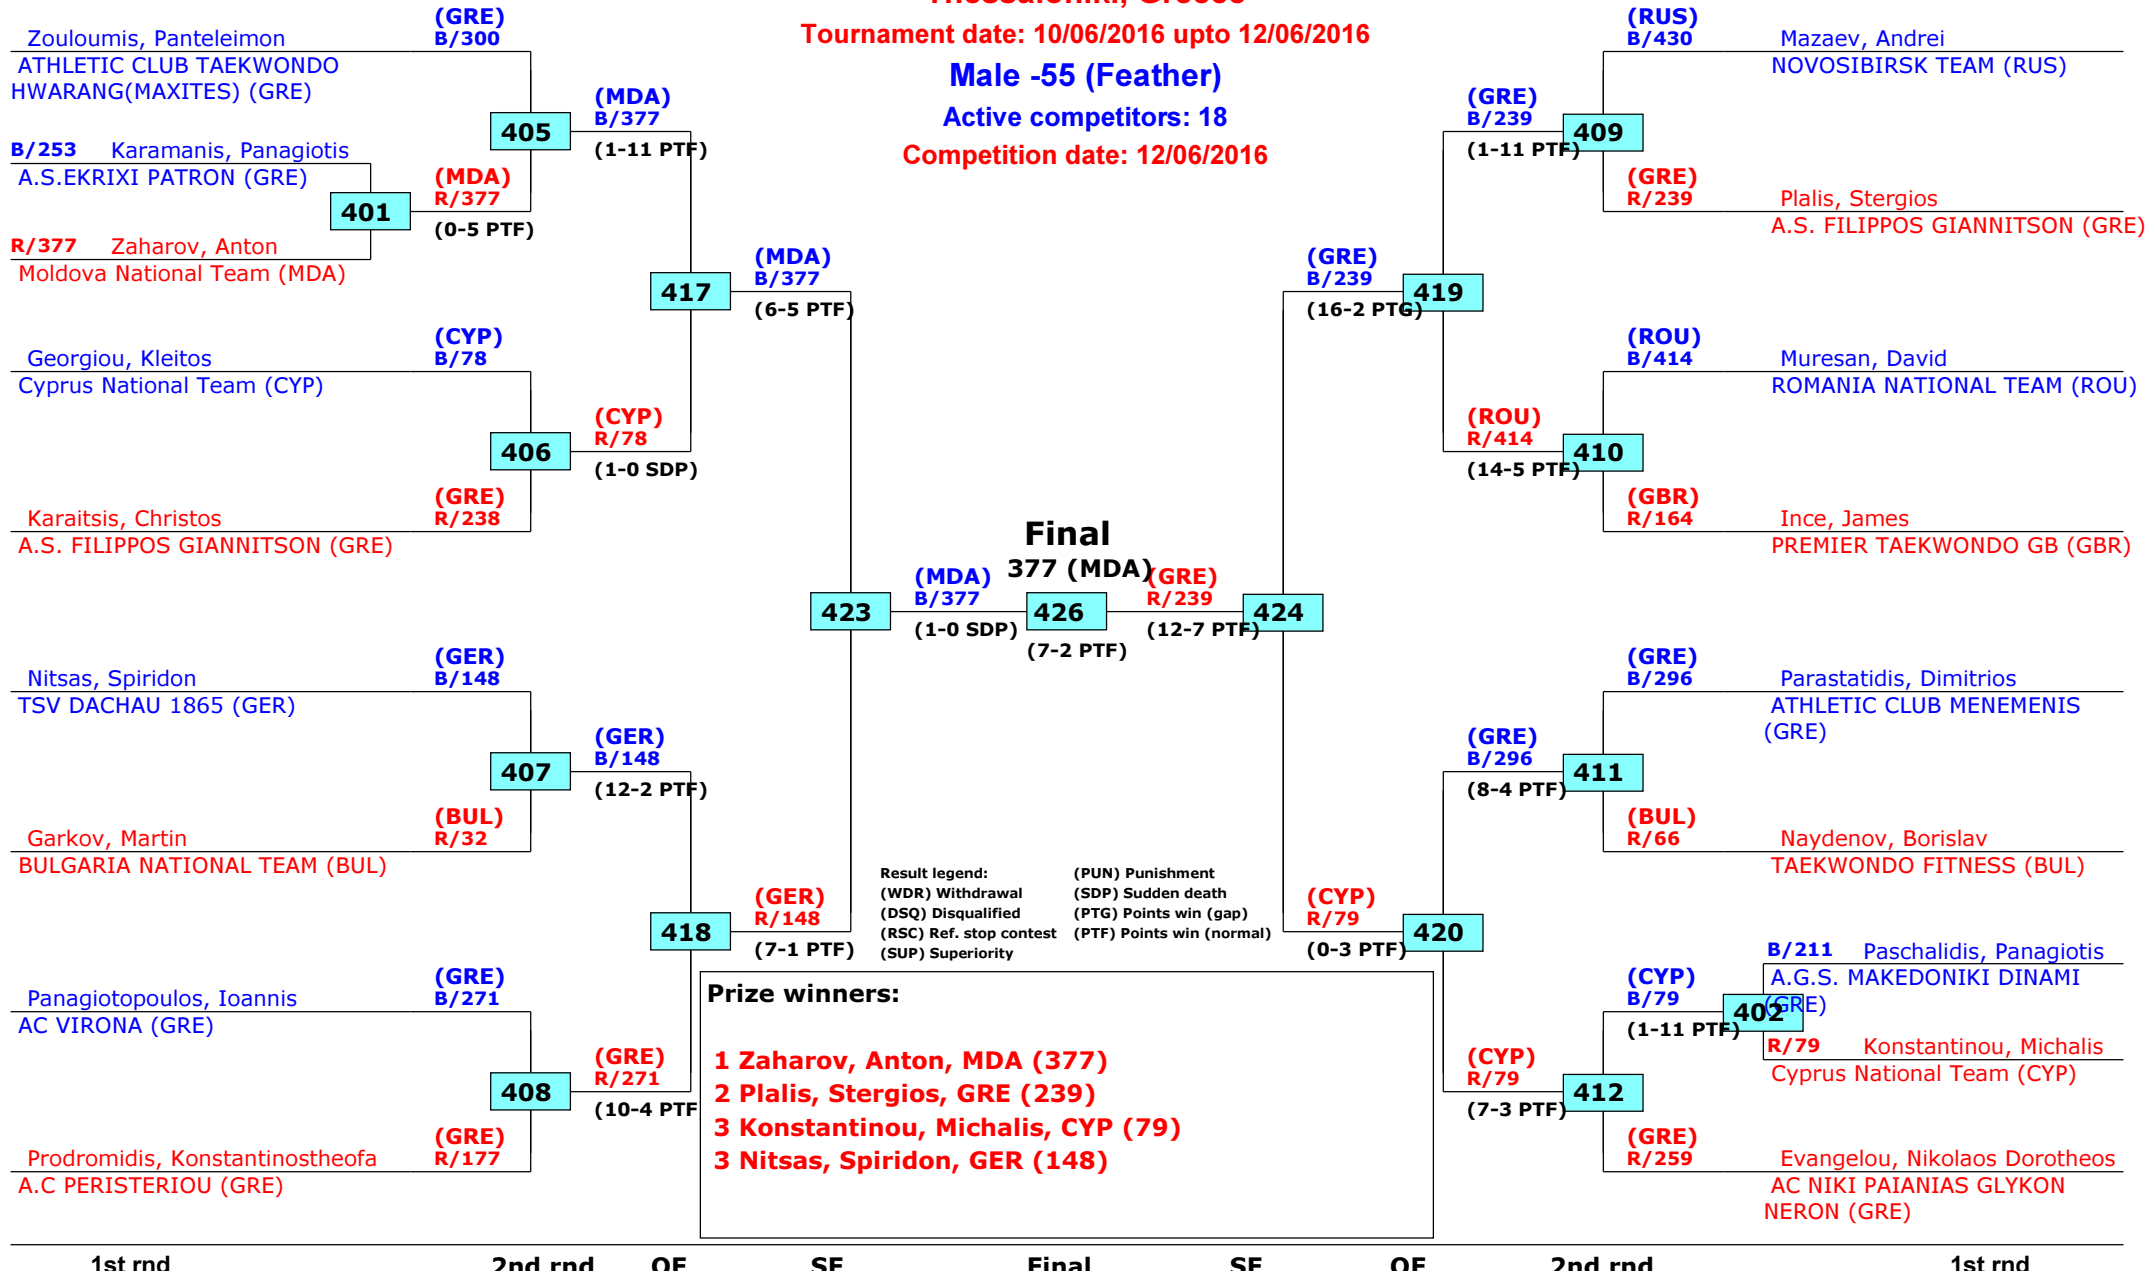 Thessaloniki, Greece
Tournament date: 10/06/2016 upto 12/06/2016
Male -55 (Feather)
Active competitors: 18
Competition date: 12/06/2016
(GRE)
Zouloumis, Panteleimon B/300
ATHLETIC CLUB TAEKWONDO
HWARANG(MAXITES) (GRE)
405
(MDA)
B/377
(1-11 PTF)
B/253 Karamanis, Panagiotis
A.S.EKRIXI PATRON (GRE)
401
(MDA)
R/377
(0-5 PTF)
R/377 Zaharov, Anton
Moldova National Team (MDA)
417
(MDA)
B/377
(6-5 PTF)
(CYP)
Georgiou, Kleitos B/78
Cyprus National Team (CYP)
406
(CYP)
R/78
(1-0 SDP)
(GRE)
Karaitsis, Christos R/238
A.S. FILIPPOS GIANNITSON (GRE)
423
(MDA)
B/377
(1-0 SDP)
(GER)
Nitsas, Spiridon B/148
TSV DACHAU 1865 (GER)
407
(GER)
B/148
(12-2 PTF)
(BUL)
Garkov, Martin R/32
BULGARIA NATIONAL TEAM (BUL)
418
(GER)
R/148
(7-1 PTF)
(GRE)
Panagiotopoulos, Ioannis B/271
AC VIRONA (GRE)
408
(GRE)
R/271
(10-4 PTF
(GRE)
Prodromidis, Konstantinostheofa R/177
A.C PERISTERIOU (GRE)
Final
377 (MDA)
426
(7-2 PTF)
(GRE)
R/239
(12-7 PTF)
424
(RUS)
B/430 Mazaev, Andrei
NOVOSIBIRSK TEAM (RUS)
(GRE)
B/239
(1-11 PTF)
409
(GRE)
R/239 Plalis, Stergios
A.S. FILIPPOS GIANNITSON (GRE)
(GRE)
B/239
(16-2 PTG)
419
(ROU)
B/414 Muresan, David
ROMANIA NATIONAL TEAM (ROU)
(ROU)
R/414
(14-5 PTF)
410
(GBR)
R/164 Ince, James
PREMIER TAEKWONDO GB (GBR)
(GRE)
B/296 Parastatidis, Dimitrios
ATHLETIC CLUB MENEMENIS
(GRE)
(GRE)
B/296
(8-4 PTF)
411
(BUL)
R/66 Naydenov, Borislav
TAEKWONDO FITNESS (BUL)
(CYP)
R/79
(0-3 PTF)
420
B/211 Paschalidis, Panagiotis
A.G.S. MAKEDONIKI DINAMI
(GRE)
(CYP)
B/79
(1-11 PTF)
402
R/79 Konstantinou, Michalis
Cyprus National Team (CYP)
(CYP)
R/79
(7-3 PTF)
412
(GRE)
R/259 Evangelou, Nikolaos Dorotheos
AC NIKI PAIANIAS GLYKON
NERON (GRE)
Result legend: (PUN) Punishment
(WDR) Withdrawal (SDP) Sudden death
(DSQ) Disqualified (PTG) Points win (gap)
(RSC) Ref. stop contest (PTF) Points win (normal)
(SUP) Superiority
Prize winners:
1 Zaharov, Anton, MDA (377)
2 Plalis, Stergios, GRE (239)
3 Konstantinou, Michalis, CYP (79)
3 Nitsas, Spiridon, GER (148)
1st rnd 2nd rnd QF SF Final SF QF 2nd rnd 1st rnd